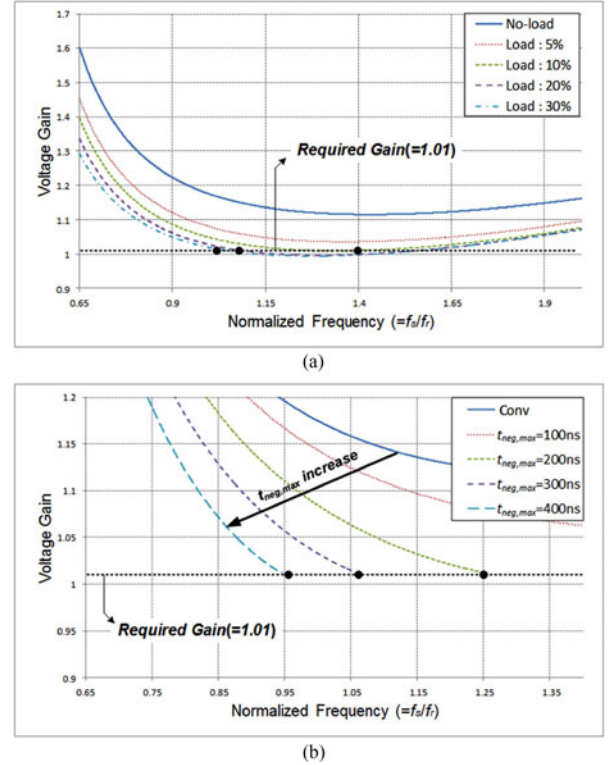 1.7
1.6
1.5
1.4
1.3
1.2
1.1
1
0.9
Voltage Gain
No-load
Load : 5%
Load : 10%
Load : 20%
Load : 30%
Required Gain(=1.01)
0.65 0.9 1.15 1.4 1.65 1.9
Normalized Frequency (=fs/fr)
(a)
1.2
1.15
1.1
1.05
1
0.95
0.9
Voltage Gain
Conv
tneg,max=100ns
tneg,max=200ns
tneg,max=300ns
tneg,max=400ns
tneg,max increase
Required Gain(=1.01)
0.65 0.75 0.85 0.95 1.05 1.15 1.25 1.35
Normalized Frequency (=fs/fr)
(b)